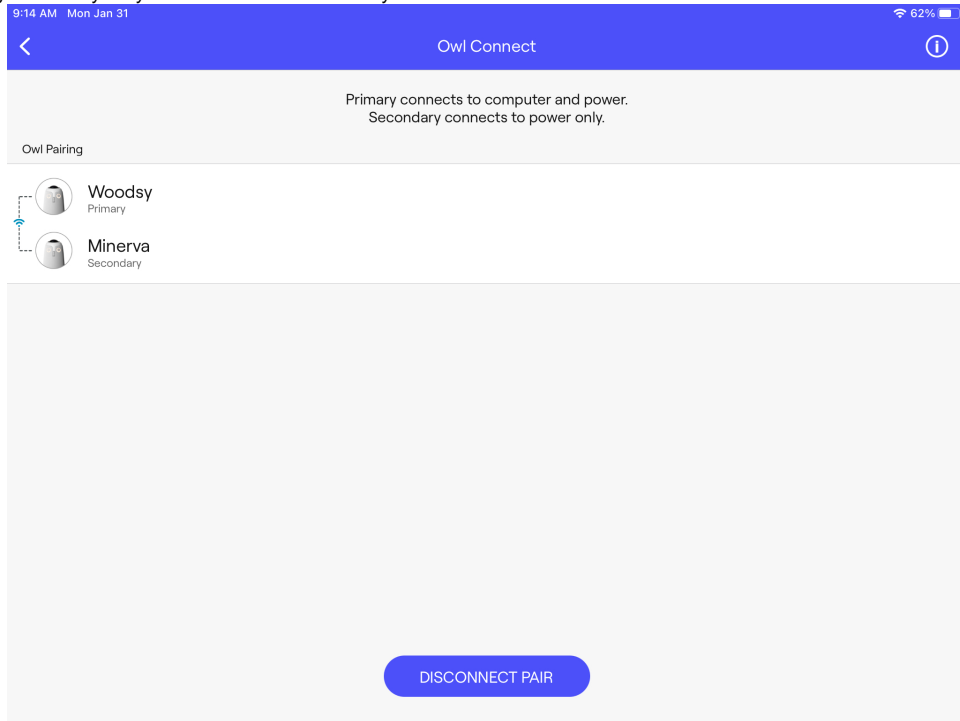 9:14 AM Mon Jan 31
62%
Owl Connect
Primary connects to computer and power.
Secondary connects to power only.
Owl Pairing
Woodsy
Primary
Minerva
Secondary
DISCONNECT PAIR